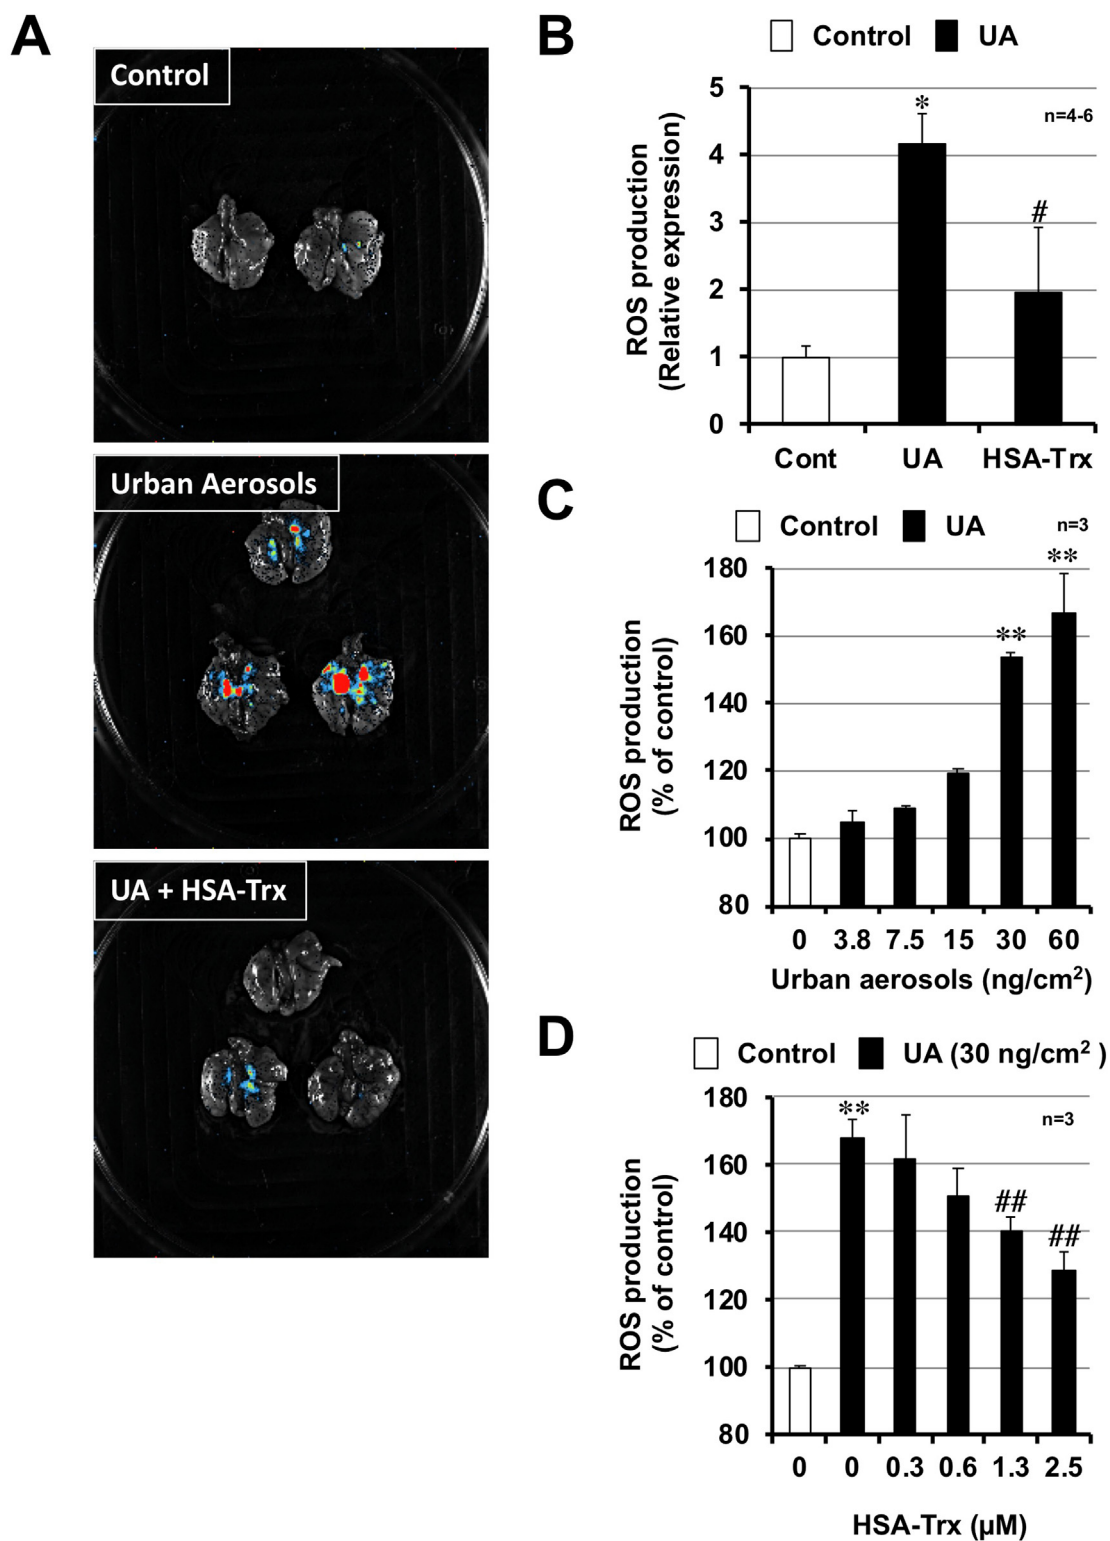 A
Control
Urban Aerosols
UA + HSA-Trx
B
Control UA
n=4-6
ROS production
(Relative expression)
5
4
3
2
1
0
*
#
Cont UA HSA-Trx
C
Control UA
n=3
ROS production
(% of control)
180
160
140
120
100
80
**
**
0 3.8 7.5 15 30 60
Urban aerosols (ng/cm²)
D
Control UA (30 ng/cm² )
n=3
ROS production
(% of control)
180
160
140
120
100
80
**
##
##
0 0 0.3 0.6 1.3 2.5
HSA-Trx (µM)